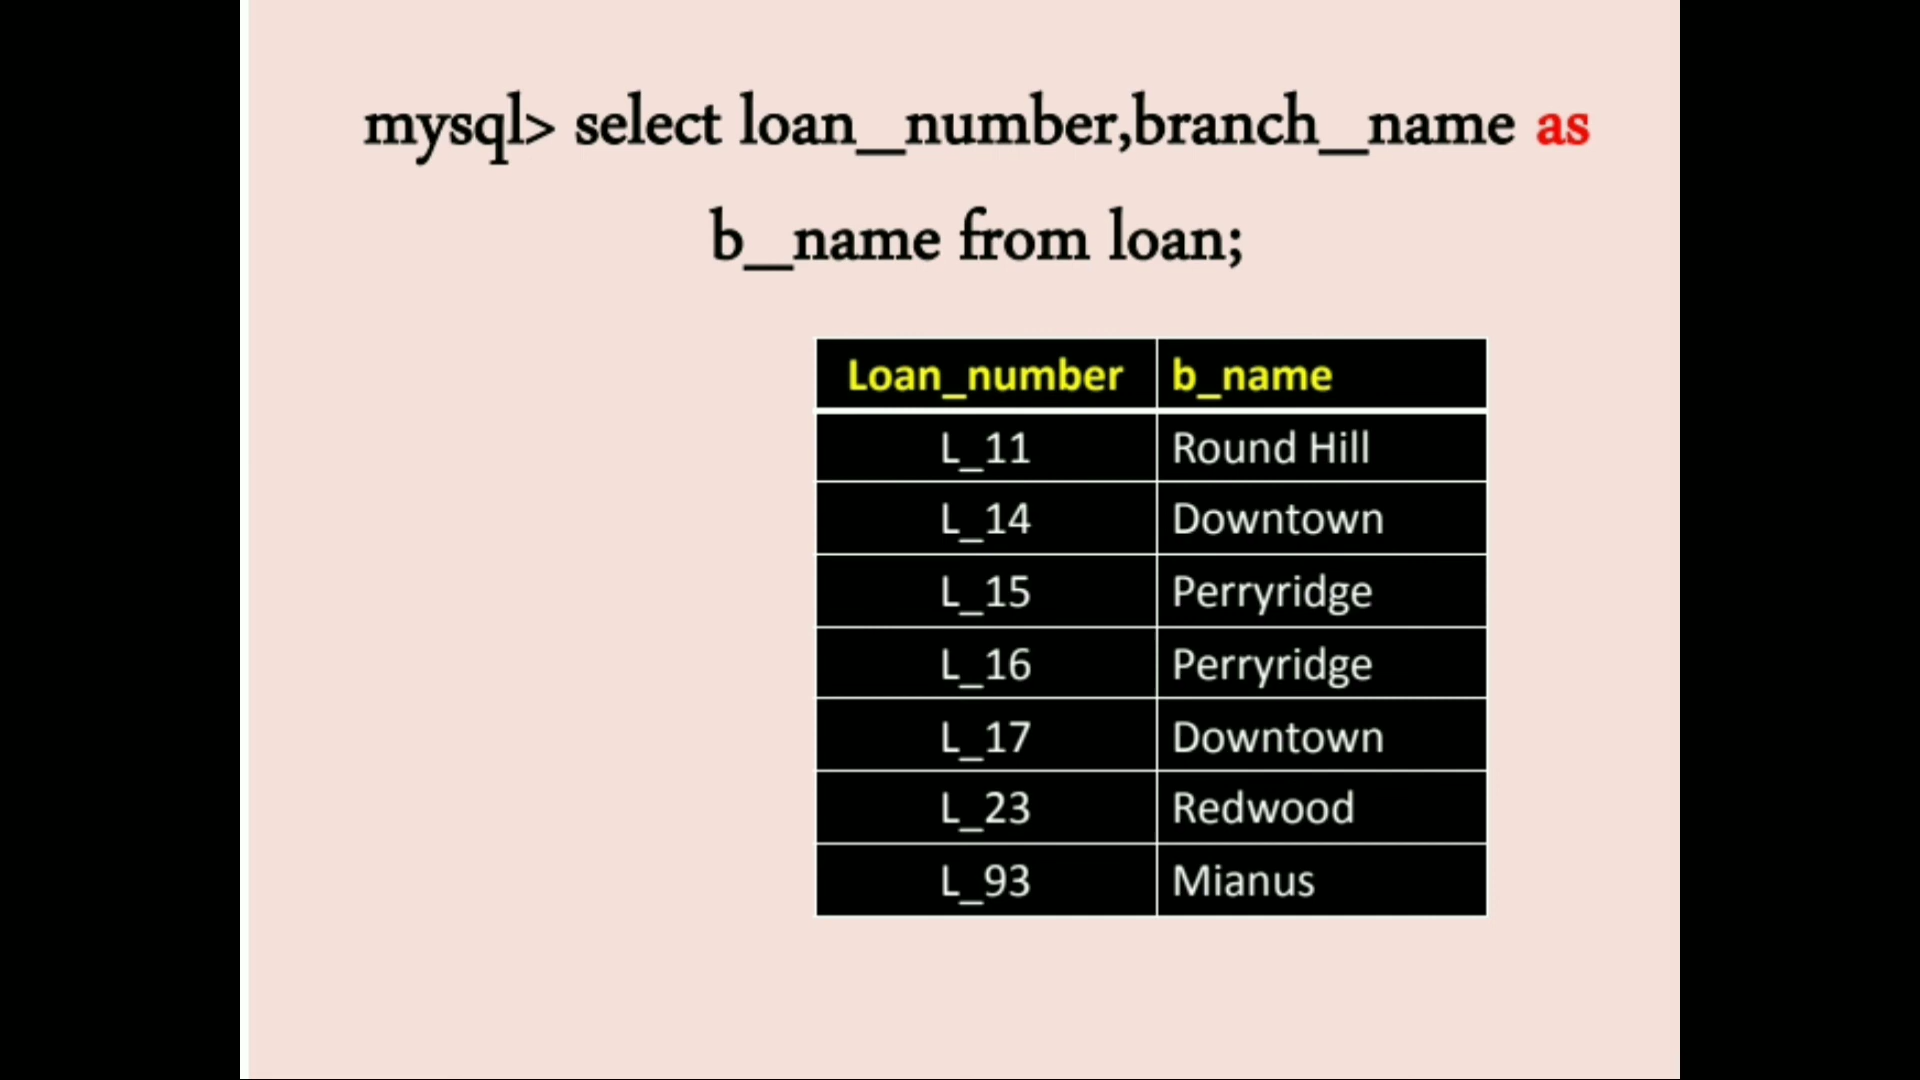 mysql> select loan_number,branch_name as
b_name from loan;
Loan_number b_name
L_11 Round Hill
L_14 Downtown
L_15 Perryridge
L_16 Perryridge
L_17 Downtown
L_23 Redwood
L_93 Mianus